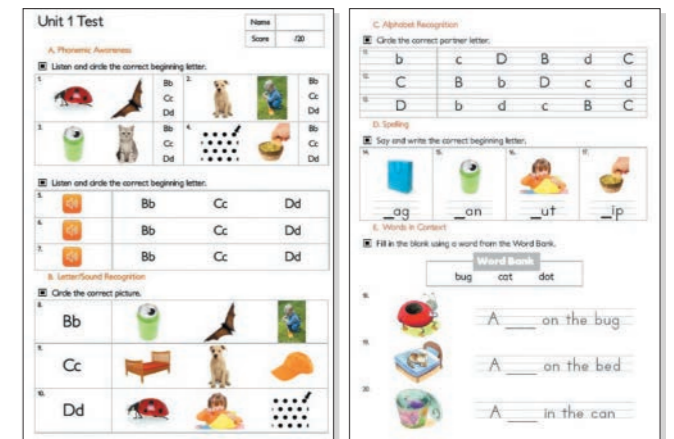 Unit 1 Test
Name
Score /20
A. Phonemic Awareness
Listen and circle the correct beginning letter.
1. Bb Cc Dd
2. Bb Cc Dd
3. Bb Cc Dd
4. Bb Cc Dd
Listen and circle the correct beginning letter.
5. Bb Cc Dd
6. Bb Cc Dd
7. Bb Cc Dd
B. Letter/Sound Recognition
Circle the correct picture.
8. Bb
9. Cc
10. Dd
C. Alphabet Recognition
Circle the correct partner letter.
11. b c D B d C
12. C B b D c d
13. D b d c B C
D. Spelling
Say and write the correct beginning letter.
14. 15. 16. 17.
_ag _an _ut _ip
E. Words in Context
Fill in the blank using a word from the Word Bank.
Word Bank
bug cat dot
18. A ____ on the bug
19. A ____ on the bed
20. A ____ in the can